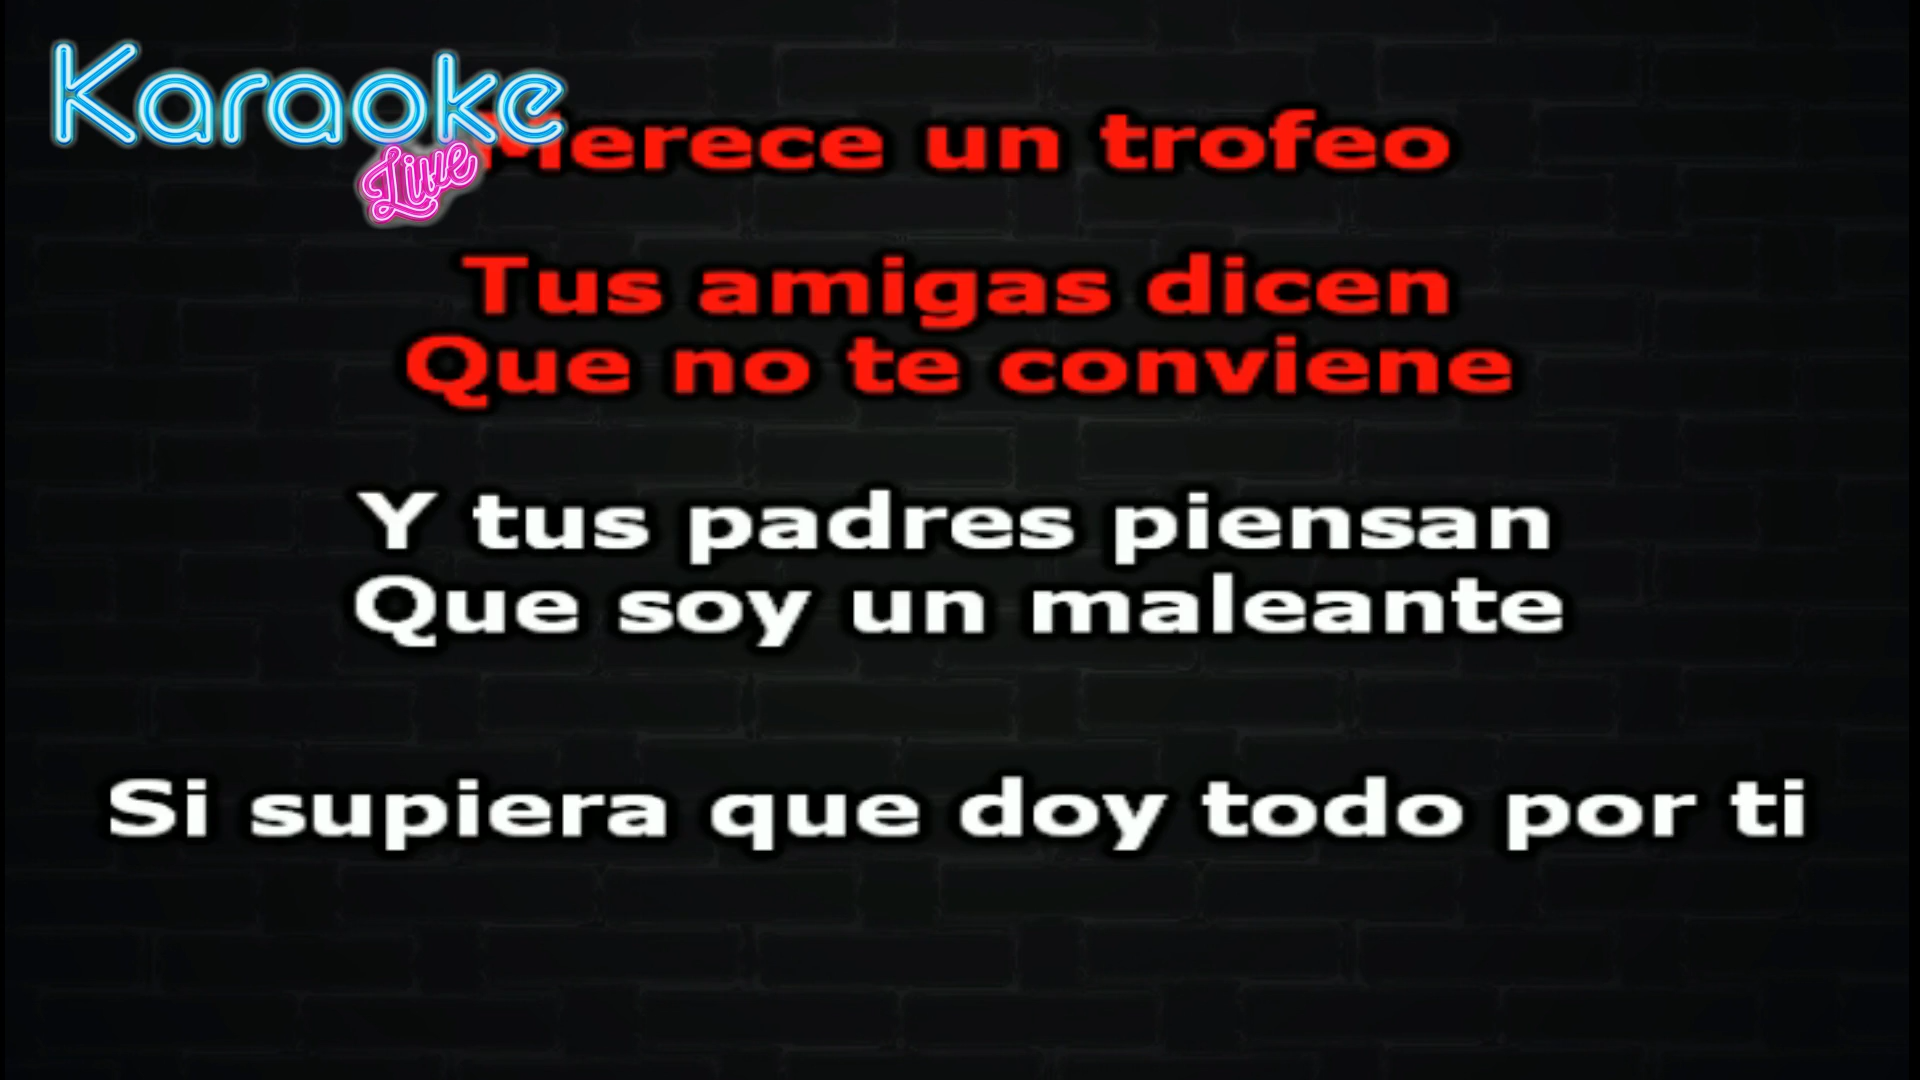 Karaoke
Live
Merece un trofeo
Tus amigas dicen
Que no te conviene
Y tus padres piensan
Que soy un maleante
Si supiera que doy todo por ti